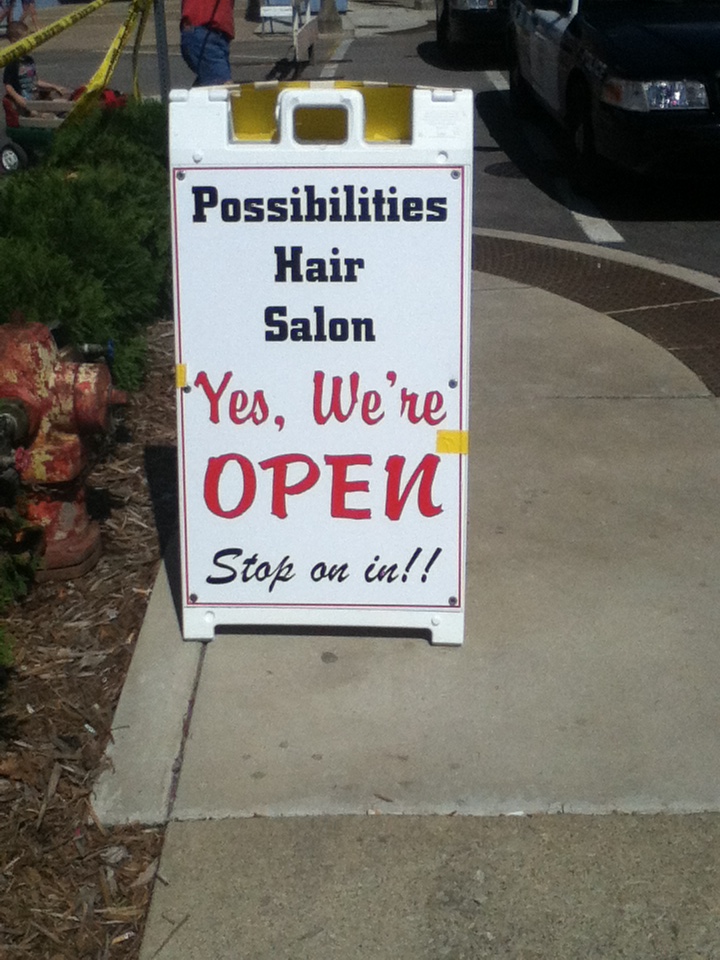 Possibilities
Hair
Salon
Yes, We're
OPEN
Stop on in!!